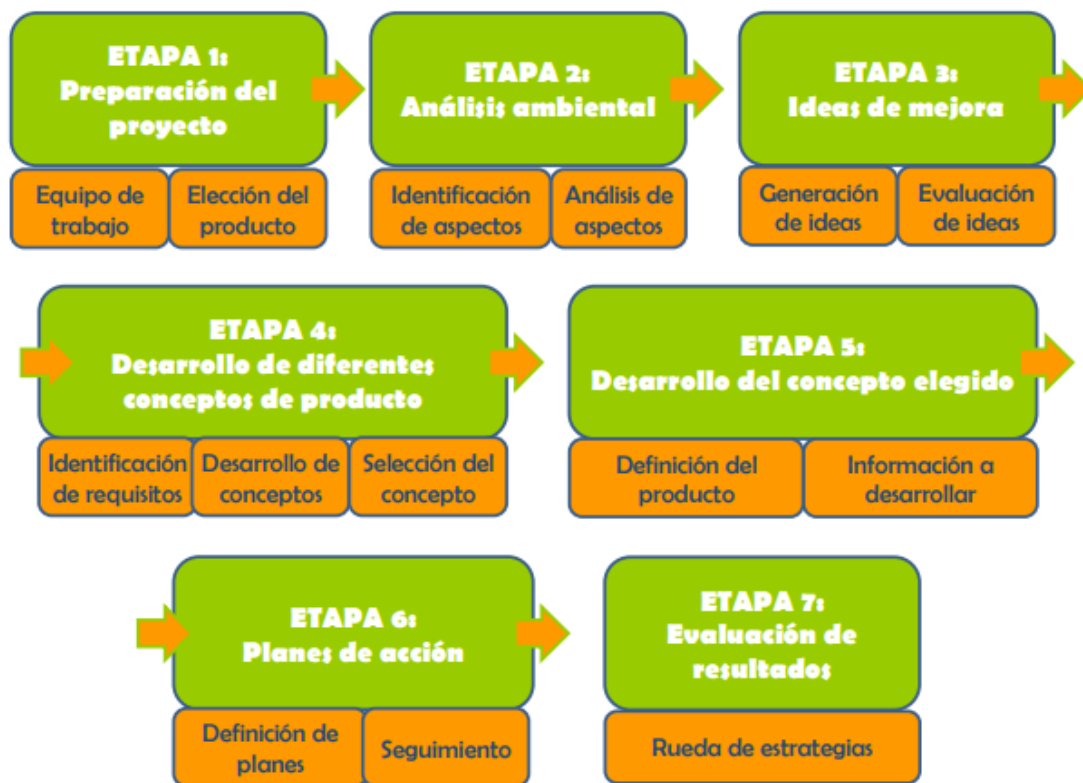 ETAPA 1:
Preparación del
proyecto
Equipo de
trabajo
Elección del
producto
ETAPA 2:
Análisis ambiental
Identificación
de aspectos
Análisis de
aspectos
ETAPA 3:
Ideas de mejora
Generación
de ideas
Evaluación
de ideas
ETAPA 4:
Desarrollo de diferentes
conceptos de producto
Identificación
de requisitos
Desarrollo de
conceptos
Selección del
concepto
ETAPA 5:
Desarrollo del concepto elegido
Definición del
producto
Información a
desarrollar
ETAPA 6:
Planes de acción
Definición de
planes
Seguimiento
ETAPA 7:
Evaluación de
resultados
Rueda de estrategias